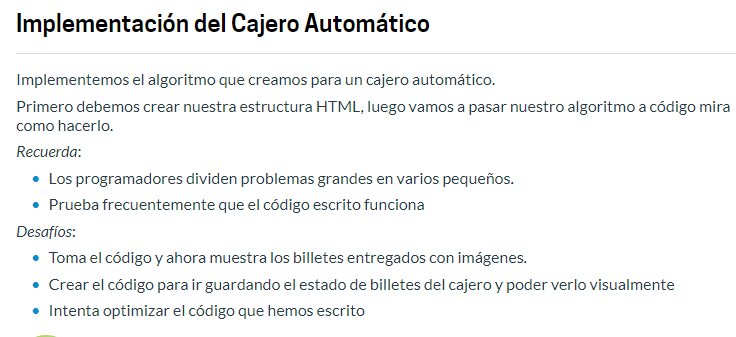 Implementación del Cajero Automático
Implementemos el algoritmo que creamos para un cajero automático.
Primero debemos crear nuestra estructura HTML, luego vamos a pasar nuestro algoritmo a código mira
como hacerlo.
Recuerda:
Los programadores dividen problemas grandes en varios pequeños.
Prueba frecuentemente que el código escrito funciona
Desafíos:
Toma el código y ahora muestra los billetes entregados con imágenes.
Crear el código para ir guardando el estado de billetes del cajero y poder verlo visualmente
Intenta optimizar el código que hemos escrito